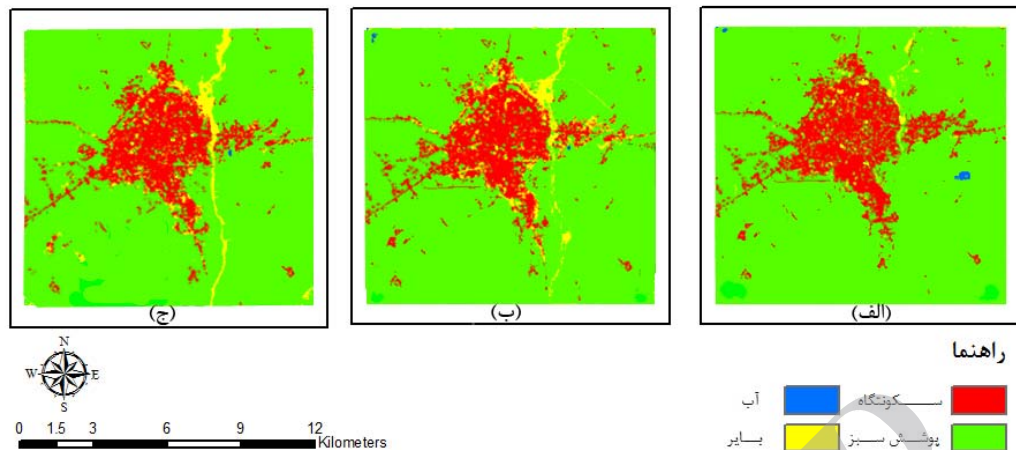 (الف)
(ب)
(ج)
راهنما
سکونتگاه
آب
پوشش سبز
بایر
N
W E
S
0 1.5 3 6 9 12
Kilometers